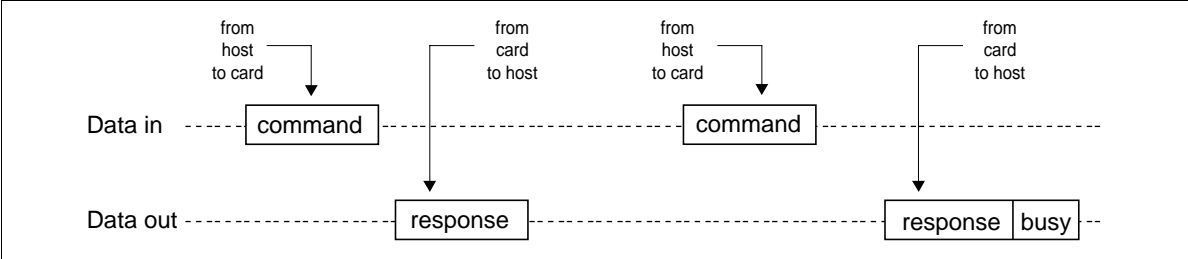 from
host
to card
from
card
to host
from
host
to card
from
card
to host
Data in
command
command
Data out
response
response
busy